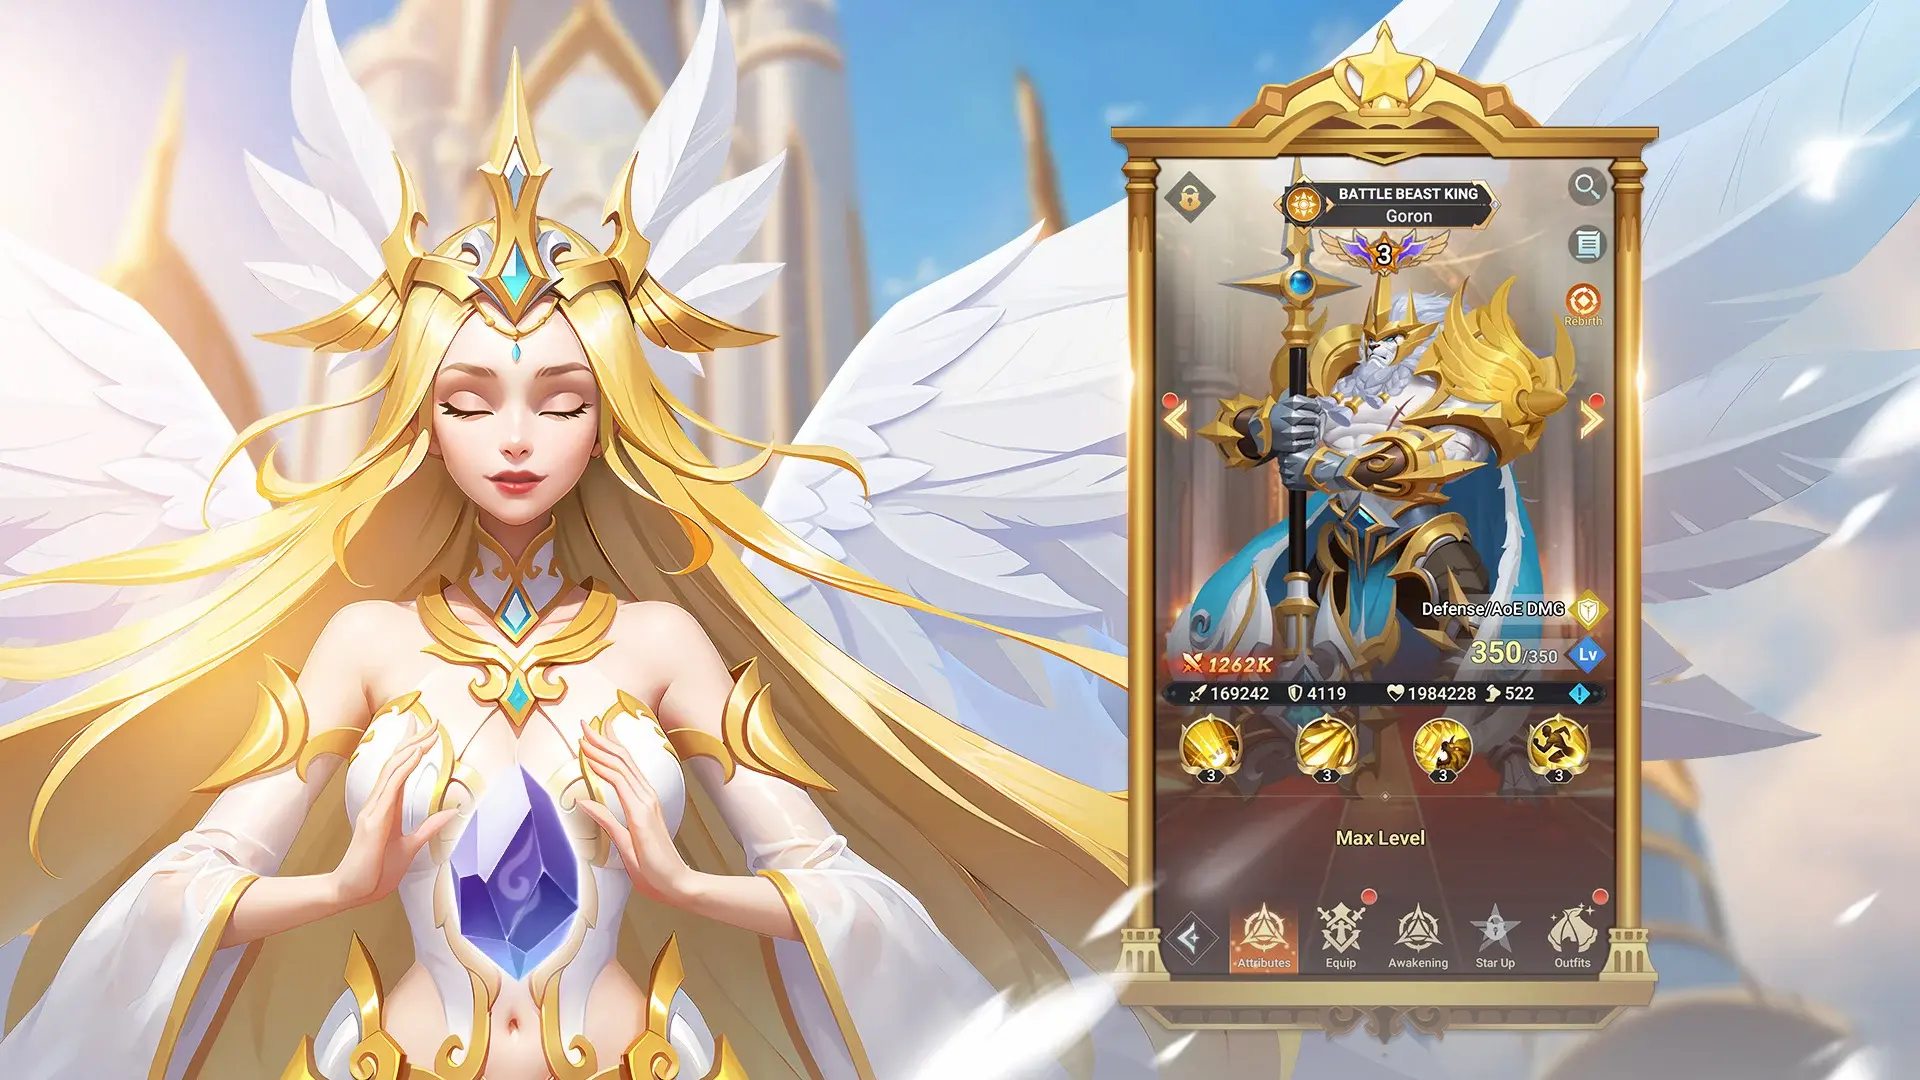 BATTLE BEAST KING
Goron
3
Rebirth
Defense/AoE DMG
350/350 Lv
1262K
169242 4119 1984228 522
3 3 3 3
Max Level
Attributes Equip Awakening Star Up Outfits